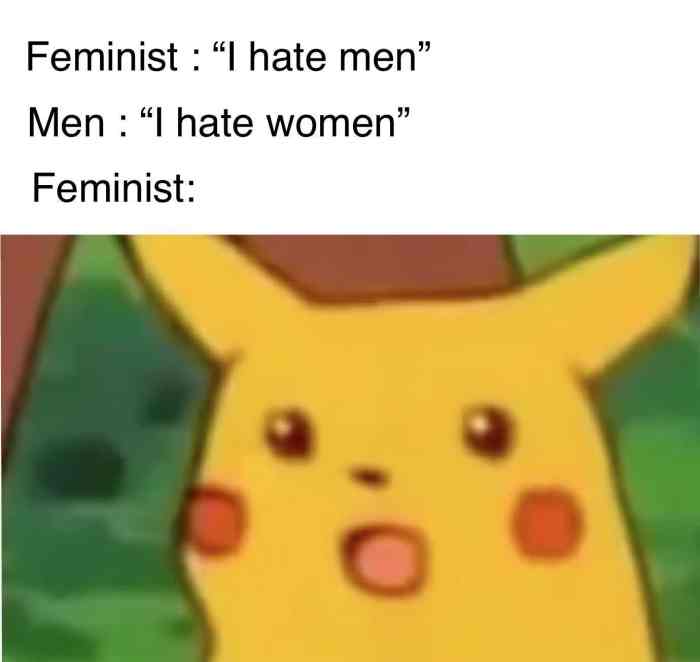 Feminist : “I hate men”
Men : “I hate women”
Feminist: